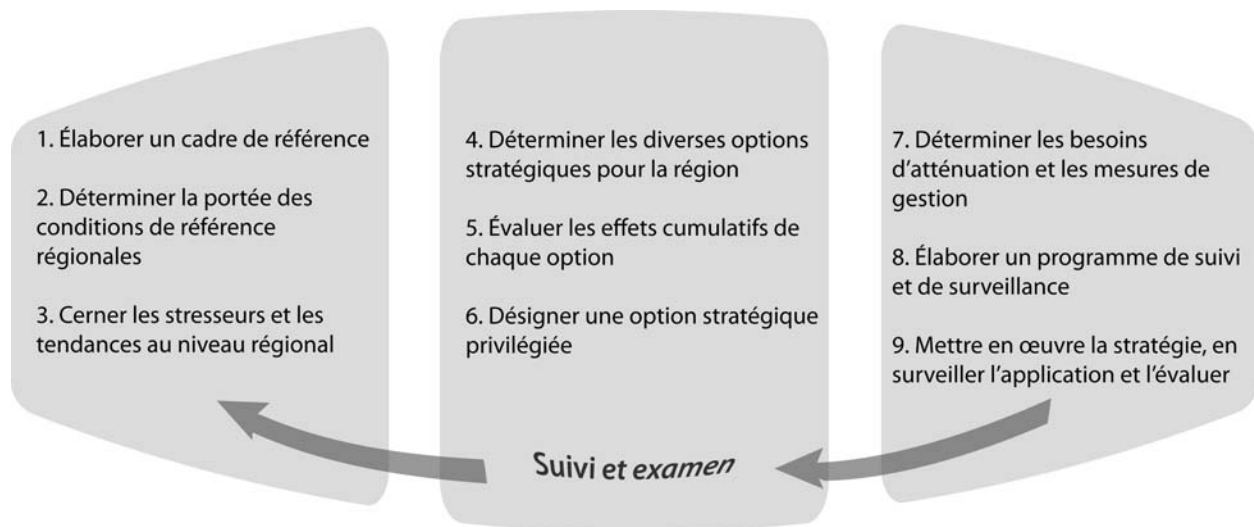 1. Élaborer un cadre de référence
2. Déterminer la portée des
conditions de référence
régionales
3. Cerner les stresseurs et les
tendances au niveau régional
4. Déterminer les diverses options
stratégiques pour la région
5. Évaluer les effets cumulatifs de
chaque option
6. Désigner une option stratégique
privilégiée
7. Déterminer les besoins
d’atténuation et les mesures de
gestion
8. Élaborer un programme de suivi
et de surveillance
9. Mettre en œuvre la stratégie, en
surveiller l’application et l’évaluer
Suivi et examen